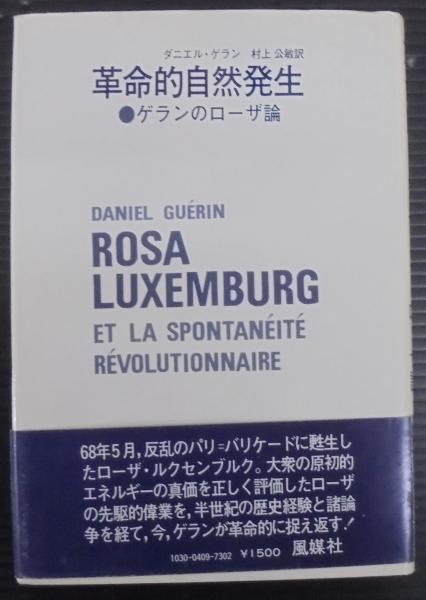 ダニエル・ゲラン 村上公敏訳
革命的自然発生
●ゲランのローザ論
DANIEL GUÉRIN
ROSA
LUXEMBURG
ET LA SPONTANÉITÉ
RÉVOLUTIONNAIRE
68年5月，反乱のパリ=バリケードに甦生し
たローザ・ルクセンブルク。大衆の原初的
エネルギーの真価を正しく評価したローザ
の先駆的偉業を，半世紀の歴史経験と諸論
争を経て，今，ゲランが革命的に捉え返す！
1030-0409-7302 ¥1500 風媒社